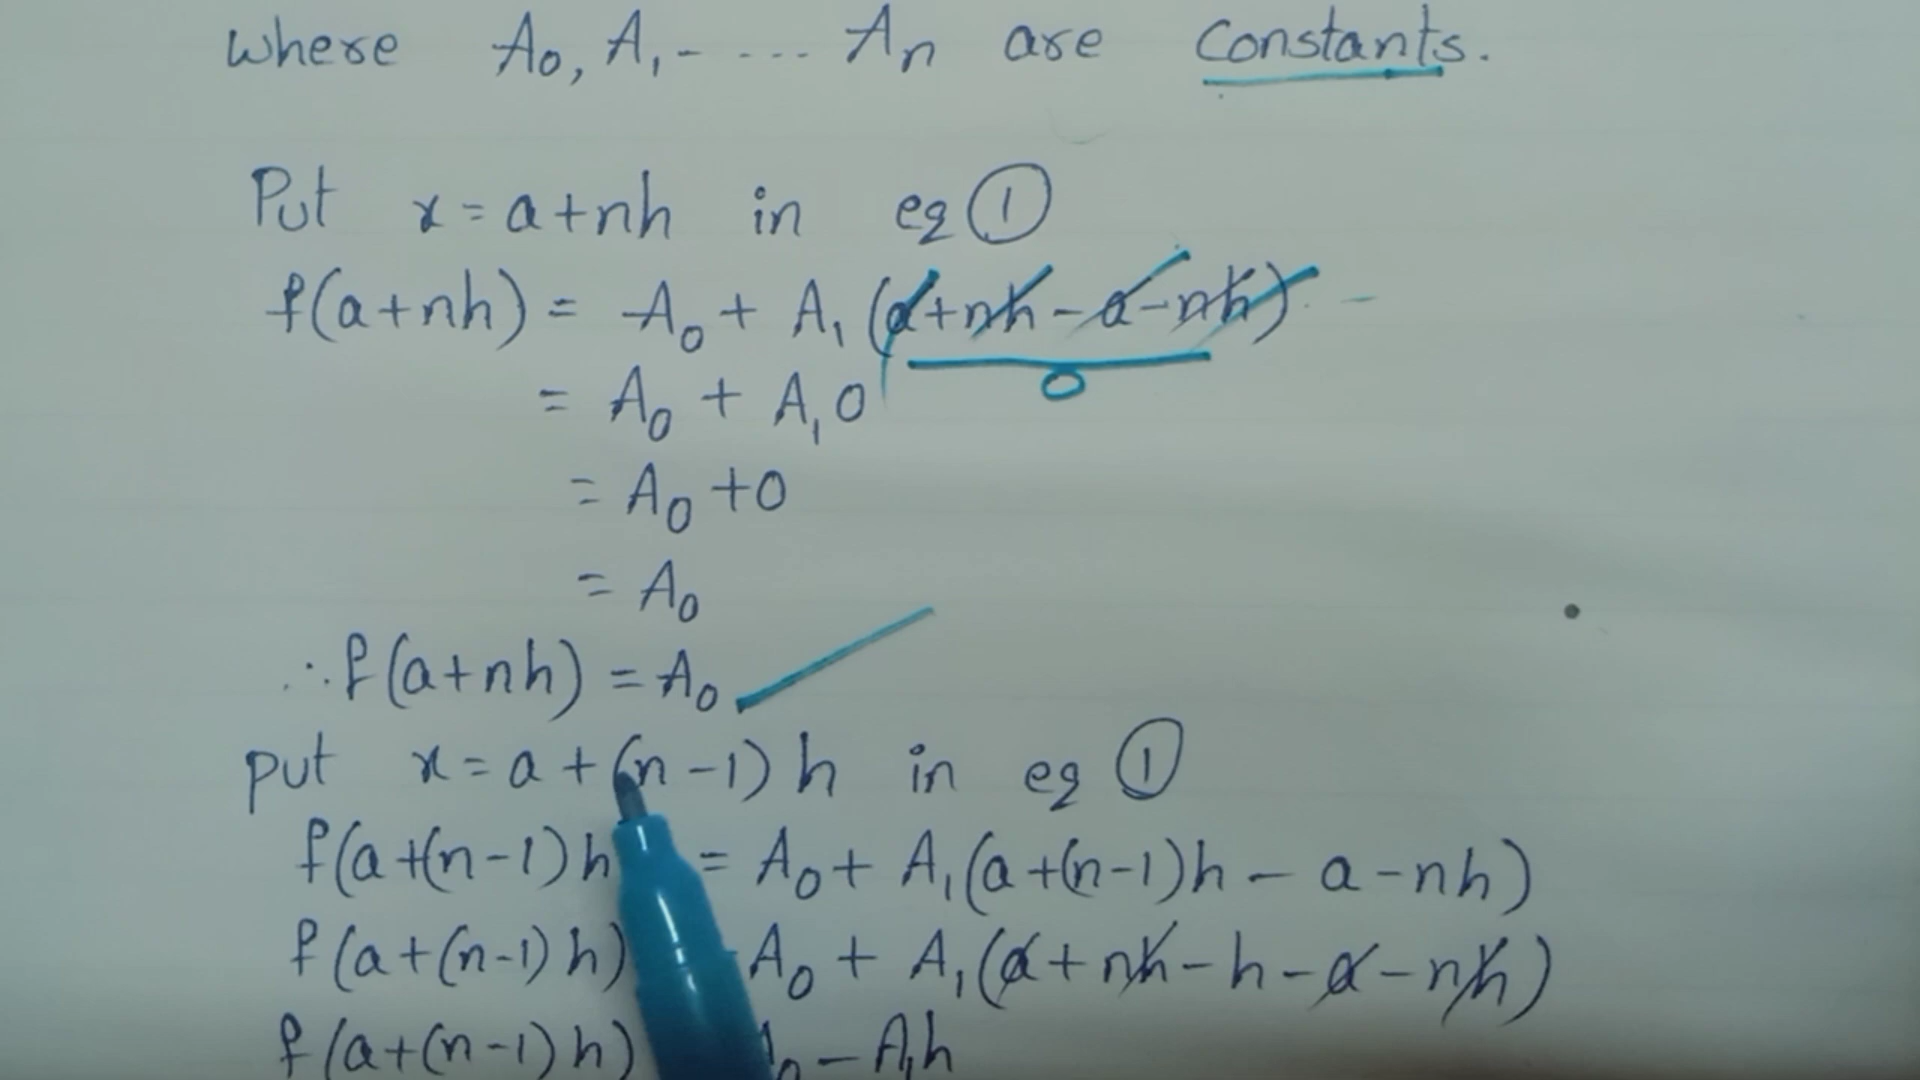 where A₀, A₁ - ... Aₙ are Constants.
Put x = a+nh in eq ①
f(a+nh) = A₀ + A₁ (a+nh - a - nh) -
0
= A₀ + A₁0
= A₀ +0
= A₀
∴ f(a+nh) = A₀
put x = a + (n-1) h in eq ①
f(a+(n-1)h = A₀ + A₁(a+(n-1)h - a - nh)
f(a+(n-1)h) A₀ + A₁(a + nh - h - a - nh)
f(a+(n-1)h) A₀ - A₁h